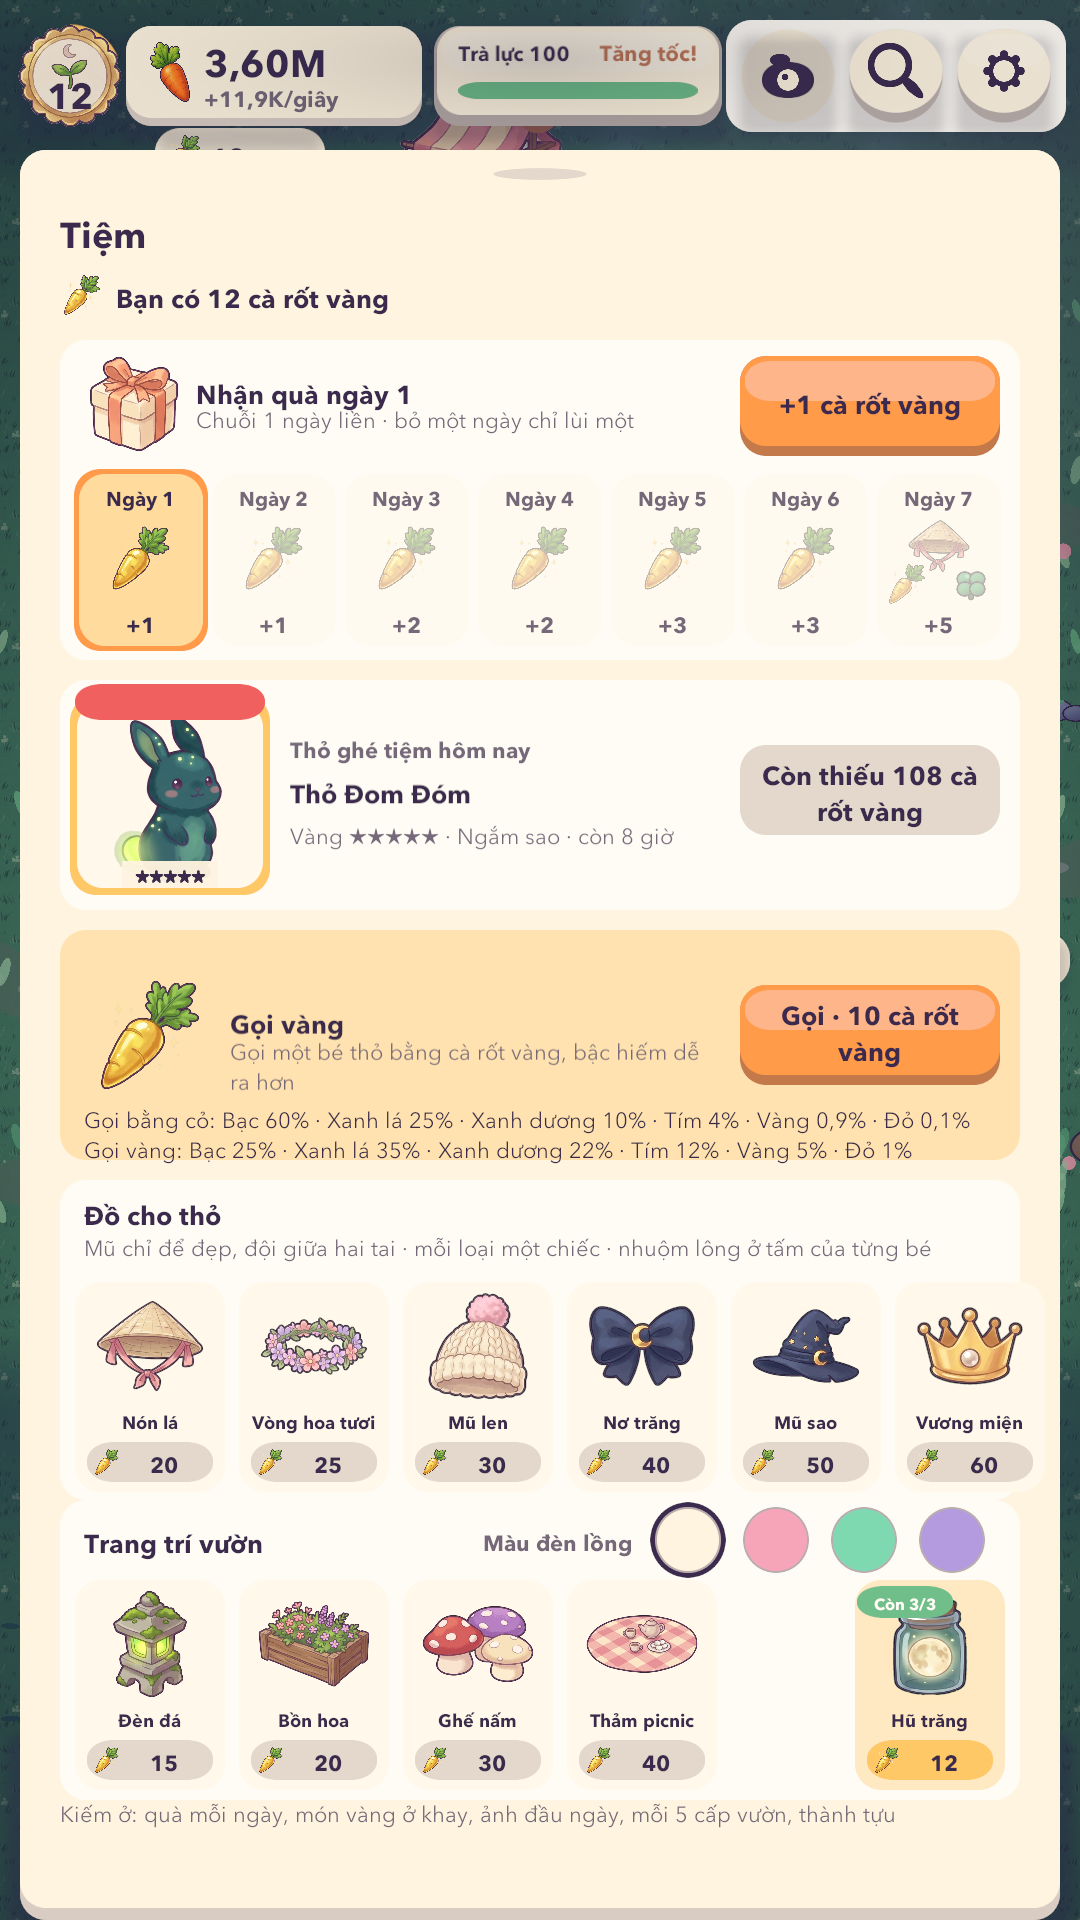 12
3,60M
+11,9K/giây
Trà lực 100 Tăng tốc!
Tiệm
Bạn có 12 cà rốt vàng
Nhận quà ngày 1
Chuỗi 1 ngày liền · bỏ một ngày chỉ lùi một
+1 cà rốt vàng
Ngày 1 Ngày 2 Ngày 3 Ngày 4 Ngày 5 Ngày 6 Ngày 7
+1 +1 +2 +2 +3 +3 +5
Thỏ ghé tiệm hôm nay
Thỏ Đom Đóm
Vàng ★★★★★ · Ngắm sao · còn 8 giờ
★★★★★
Còn thiếu 108 cà
rốt vàng
Gọi vàng
Gọi một bé thỏ bằng cà rốt vàng, bậc hiếm dễ
ra hơn
Gọi · 10 cà rốt
vàng
Gọi bằng cỏ: Bạc 60% · Xanh lá 25% · Xanh dương 10% · Tím 4% · Vàng 0,9% · Đỏ 0,1%
Gọi vàng: Bạc 25% · Xanh lá 35% · Xanh dương 22% · Tím 12% · Vàng 5% · Đỏ 1%
Đồ cho thỏ
Mũ chỉ để đẹp, đội giữa hai tai · mỗi loại một chiếc · nhuộm lông ở tấm của từng bé
Nón lá Vòng hoa tươi Mũ len Nơ trăng Mũ sao Vương miện
20 25 30 40 50 60
Trang trí vườn Màu đèn lồng
Còn 3/3
Đèn đá Bồn hoa Ghế nấm Thảm picnic Hũ trăng
15 20 30 40 12
Kiếm ở: quà mỗi ngày, món vàng ở khay, ảnh đầu ngày, mỗi 5 cấp vườn, thành tựu